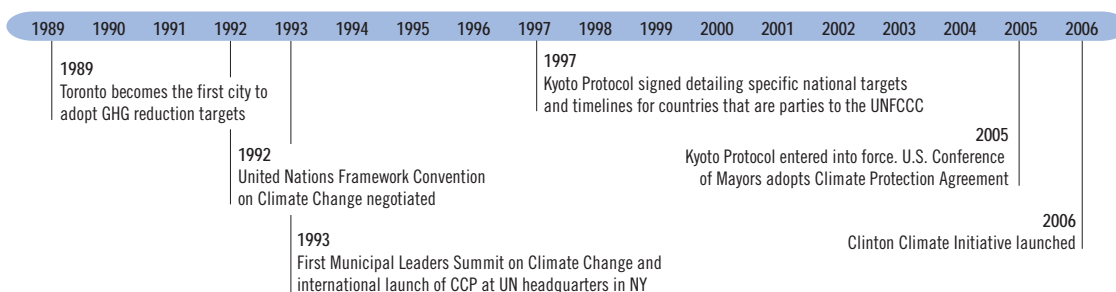 1989 1990 1991 1992 1993 1994 1995 1996 1997 1998 1999 2000 2001 2002 2003 2004 2005 2006
1989
Toronto becomes the first city to
adopt GHG reduction targets
1992
United Nations Framework Convention
on Climate Change negotiated
1993
First Municipal Leaders Summit on Climate Change and
international launch of CCP at UN headquarters in NY
1997
Kyoto Protocol signed detailing specific national targets
and timelines for countries that are parties to the UNFCCC
2005
Kyoto Protocol entered into force. U.S. Conference
of Mayors adopts Climate Protection Agreement
2006
Clinton Climate Initiative launched